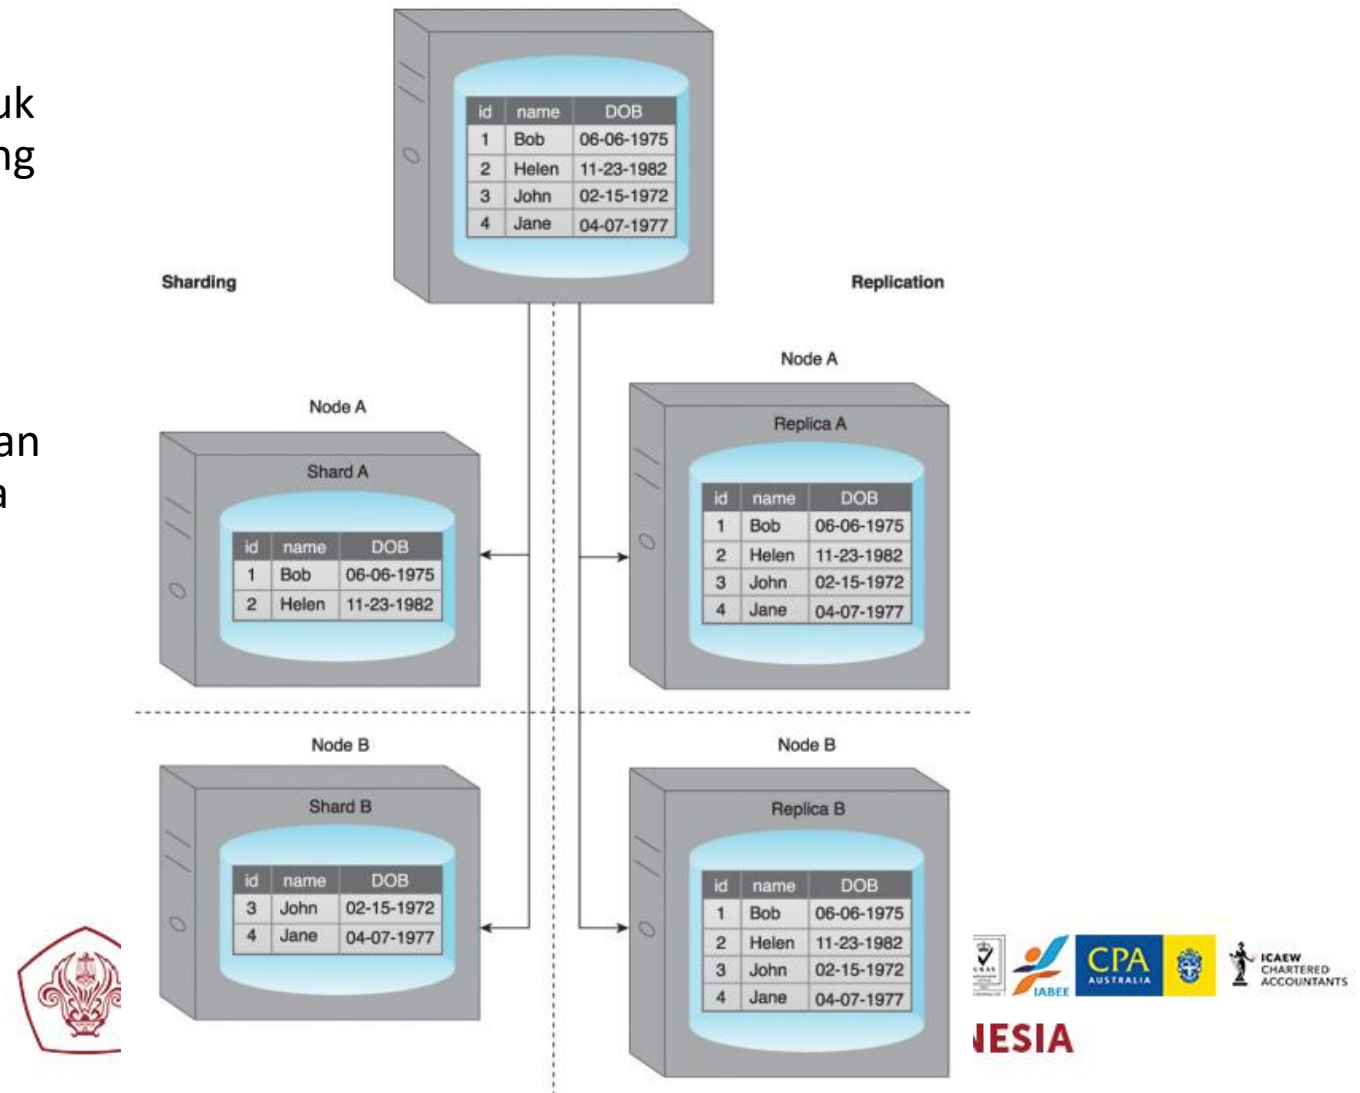 uk
ng
an
a
id name DOB
1 Bob 06-06-1975
2 Helen 11-23-1982
3 John 02-15-1972
4 Jane 04-07-1977
Sharding
Replication
Node A
Shard A
id name DOB
1 Bob 06-06-1975
2 Helen 11-23-1982
Node A
Replica A
id name DOB
1 Bob 06-06-1975
2 Helen 11-23-1982
3 John 02-15-1972
4 Jane 04-07-1977
Node B
Shard B
id name DOB
3 John 02-15-1972
4 Jane 04-07-1977
Node B
Replica B
id name DOB
1 Bob 06-06-1975
2 Helen 11-23-1982
3 John 02-15-1972
4 Jane 04-07-1977
IABEE
CPA
AUSTRALIA
ICAEW
CHARTERED
ACCOUNTANTS
NESIA